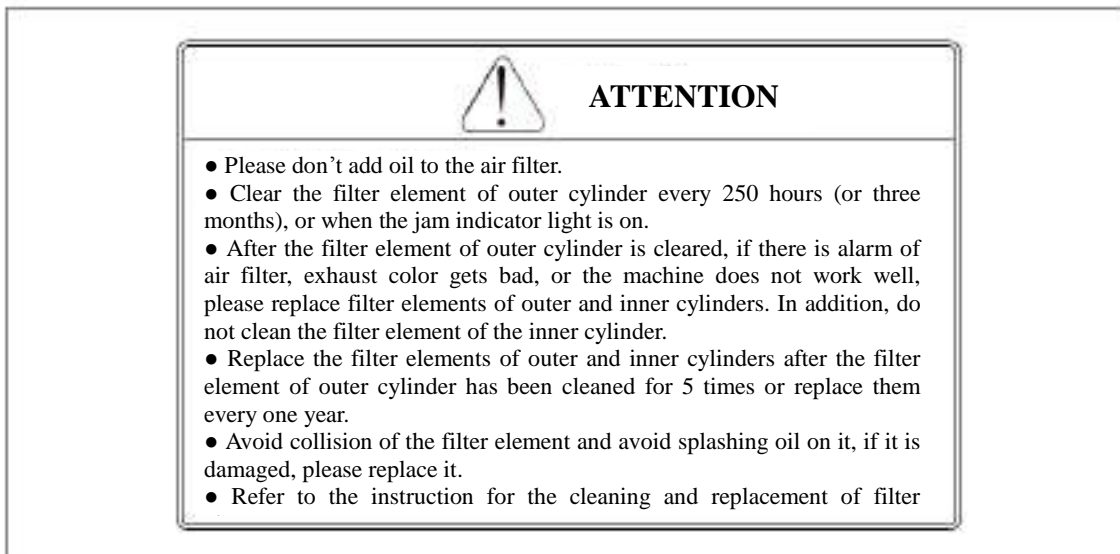 ATTENTION
● Please don’t add oil to the air filter.
● Clear the filter element of outer cylinder every 250 hours (or three
months), or when the jam indicator light is on.
● After the filter element of outer cylinder is cleared, if there is alarm of
air filter, exhaust color gets bad, or the machine does not work well,
please replace filter elements of outer and inner cylinders. In addition, do
not clean the filter element of the inner cylinder.
● Replace the filter elements of outer and inner cylinders after the filter
element of outer cylinder has been cleaned for 5 times or replace them
every one year.
● Avoid collision of the filter element and avoid splashing oil on it, if it is
damaged, please replace it.
● Refer to the instruction for the cleaning and replacement of filter